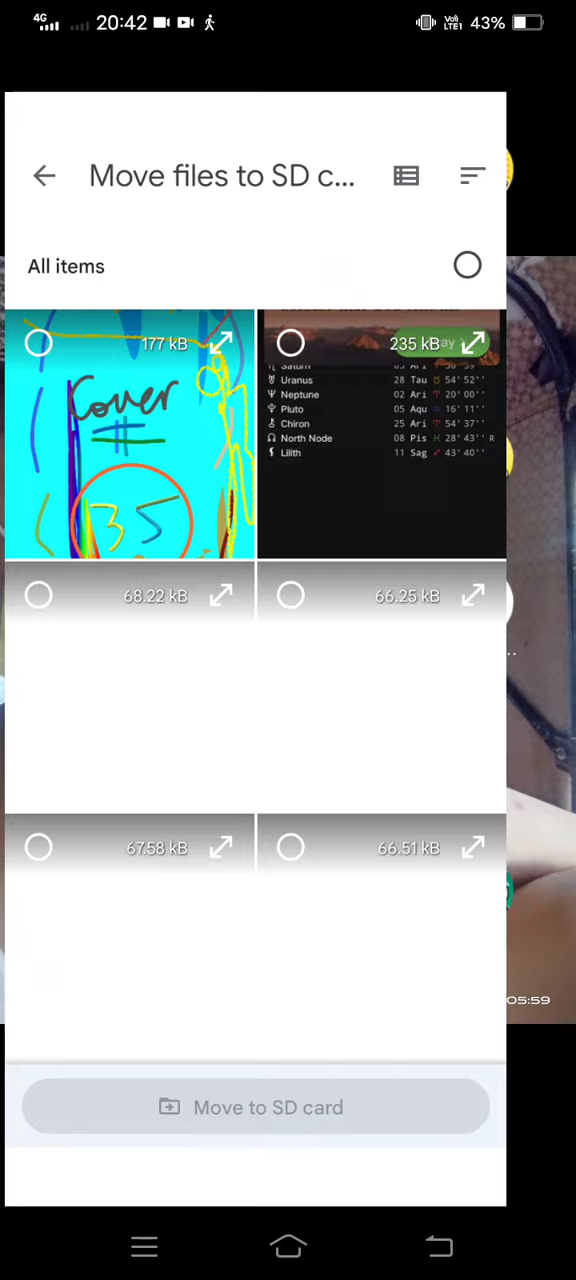 4G 20:42 VoLTE1 43%
Move files to SD c...
All items
177 kB
235 kB
Cover
35
Uranus 28 Tau ♉ 54'52''
Neptune 02 Ari ♈ 20'00''
Pluto 05 Aqu ♒ 16'11''
Chiron 25 Ari ♈ 54'37''
North Node 08 Pis ♓ 28'43'' R
Lilith 11 Sag ♐ 43'40''
68.22 kB
66.25 kB
..
67.58 kB
66.51 kB
05:59
Move to SD card